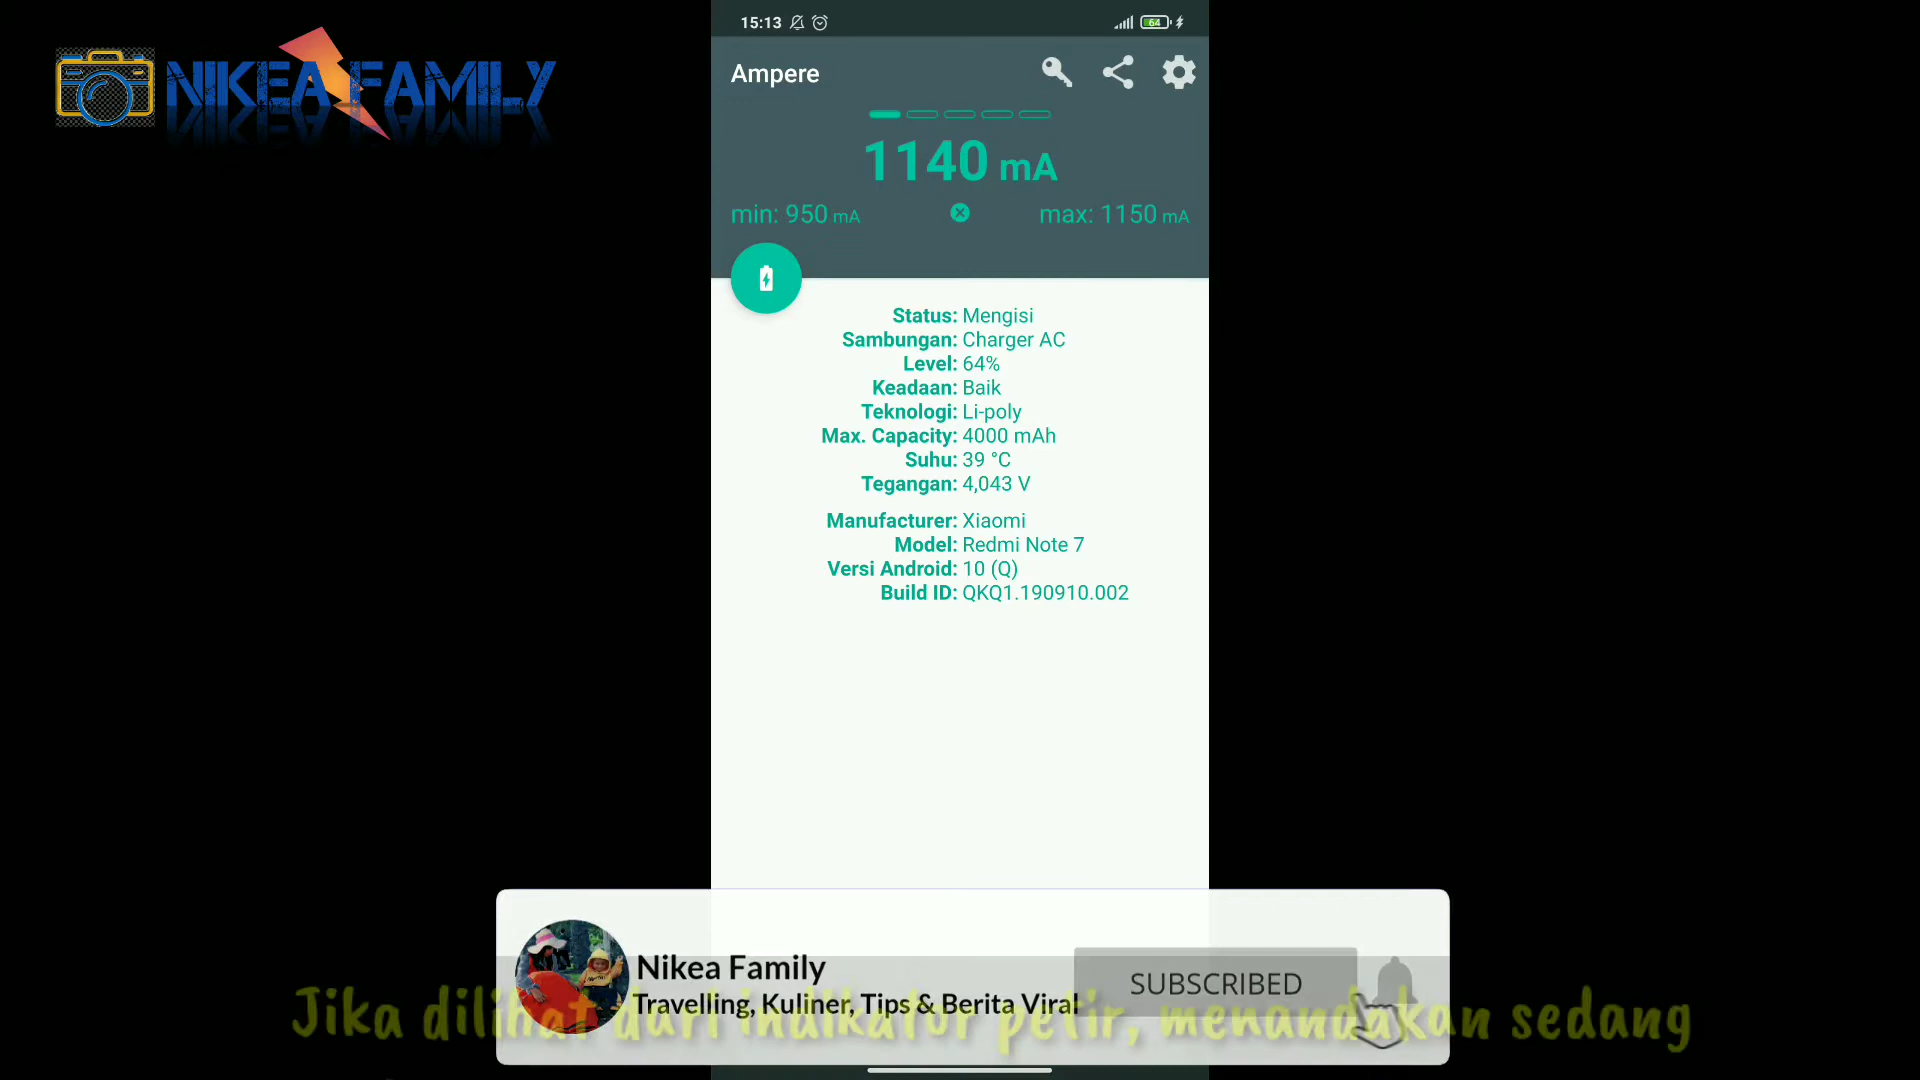 NIKEA FAMILY
15:13
64
Ampere
1140 mA
min: 950 mA
max: 1150 mA
Status: Mengisi
Sambungan: Charger AC
Level: 64%
Keadaan: Baik
Teknologi: Li-poly
Max. Capacity: 4000 mAh
Suhu: 39 °C
Tegangan: 4,043 V
Manufacturer: Xiaomi
Model: Redmi Note 7
Versi Android: 10 (Q)
Build ID: QKQ1.190910.002
Nikea Family
Travelling, Kuliner, Tips & Berita Viral
SUBSCRIBED
Jika dilihat dari indikator petir, menandakan sedang